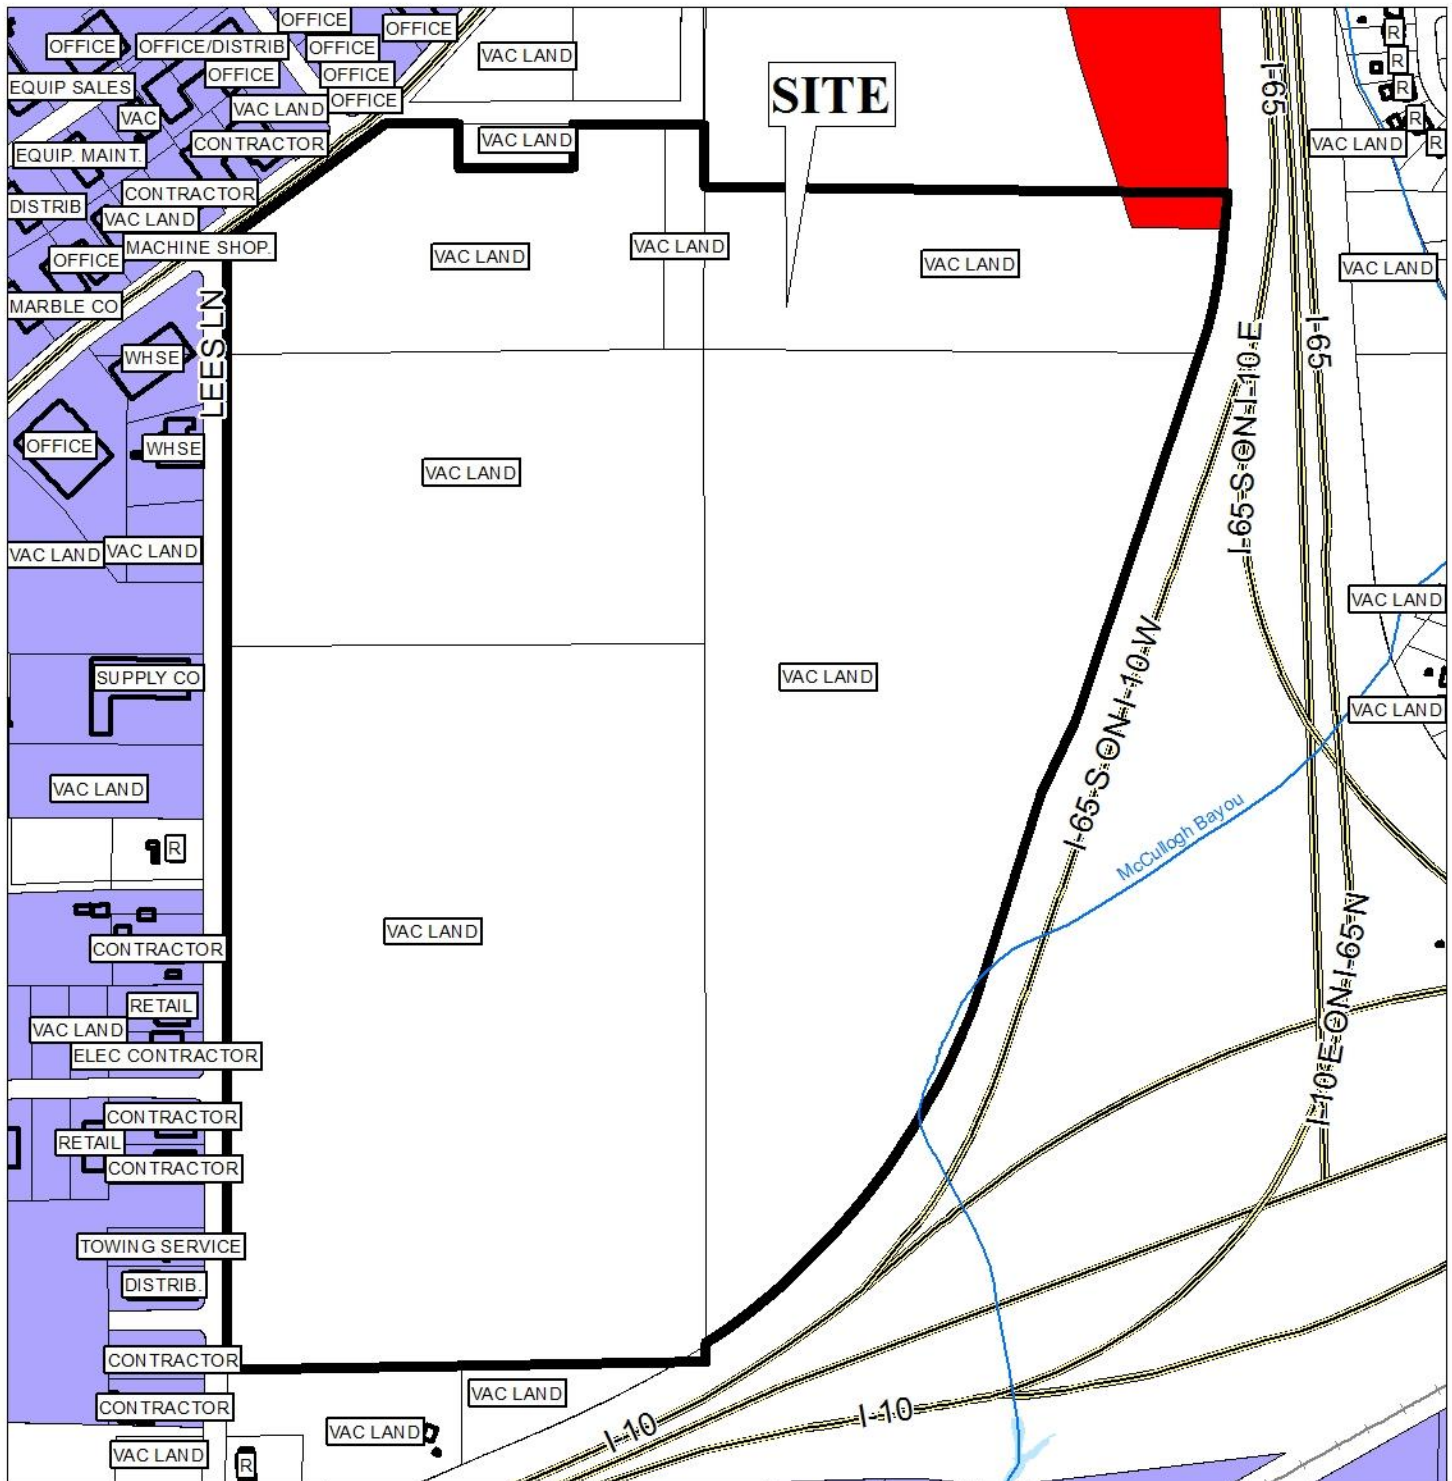 OFFICE
OFFICE
OFFICE
OFFICE/DISTRIB
OFFICE
VAC LAND
SITE
I-65
R
R
R
R
R
OFFICE
OFFICE
EQUIP SALES
VAC
VAC LAND
OFFICE
CONTRACTOR
VAC LAND
VAC LAND
EQUIP. MAINT.
CONTRACTOR
DISTRIB
VAC LAND
MACHINE SHOP.
OFFICE
VAC LAND
VAC LAND
VAC LAND
VAC LAND
MARBLE CO
LEES LN
WHSE
I-65
I-65 S ON I-10 E
OFFICE
WHSE
VAC LAND
VAC LAND
VAC LAND
VAC LAND
SUPPLY CO
VAC LAND
I-65 S ON I-10 W
VAC LAND
VAC LAND
McCullogh Bayou
R
VAC LAND
CONTRACTOR
RETAIL
VAC LAND
ELEC CONTRACTOR
I-10 E ON I-65 N
CONTRACTOR
RETAIL
CONTRACTOR
TOWING SERVICE
DISTRIB.
CONTRACTOR
VAC LAND
CONTRACTOR
I-10
I-10
VAC LAND
VAC LAND
R